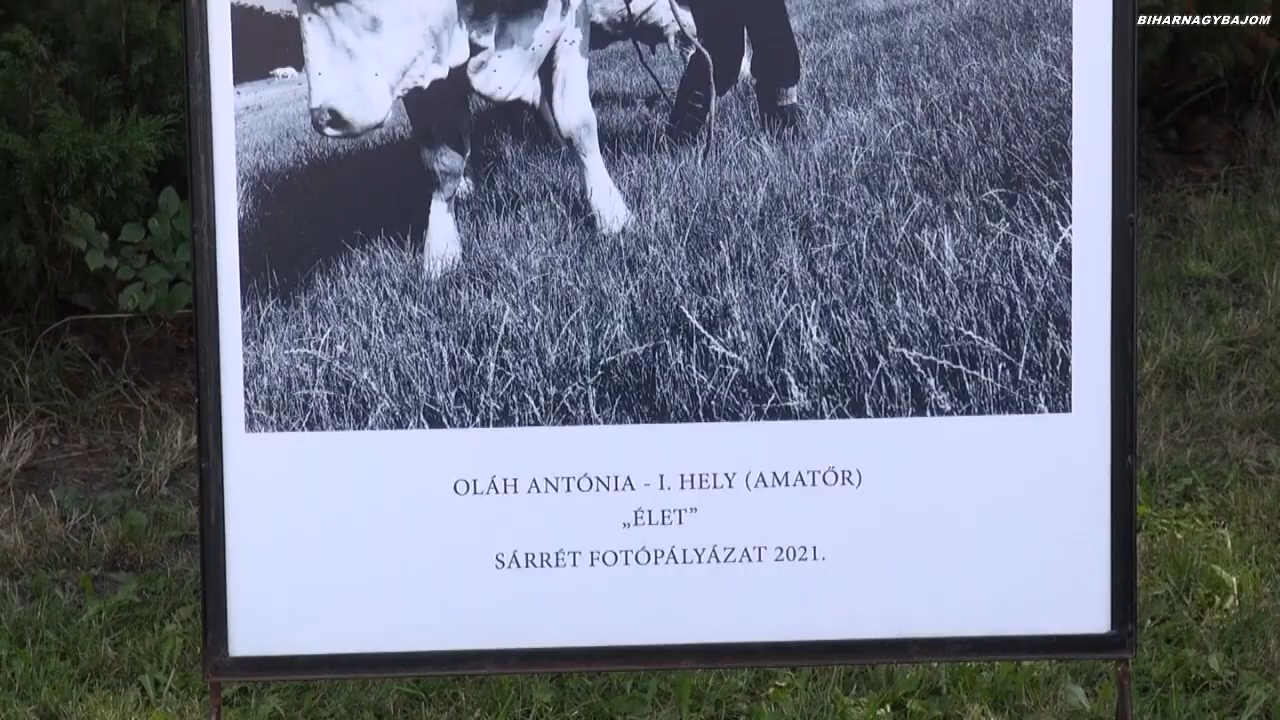 BIHARNAGYBAJOM
OLÁH ANTÓNIA - I. HELY (AMATŐR)
„ÉLET”
SÁRRÉT FOTÓPÁLYÁZAT 2021.